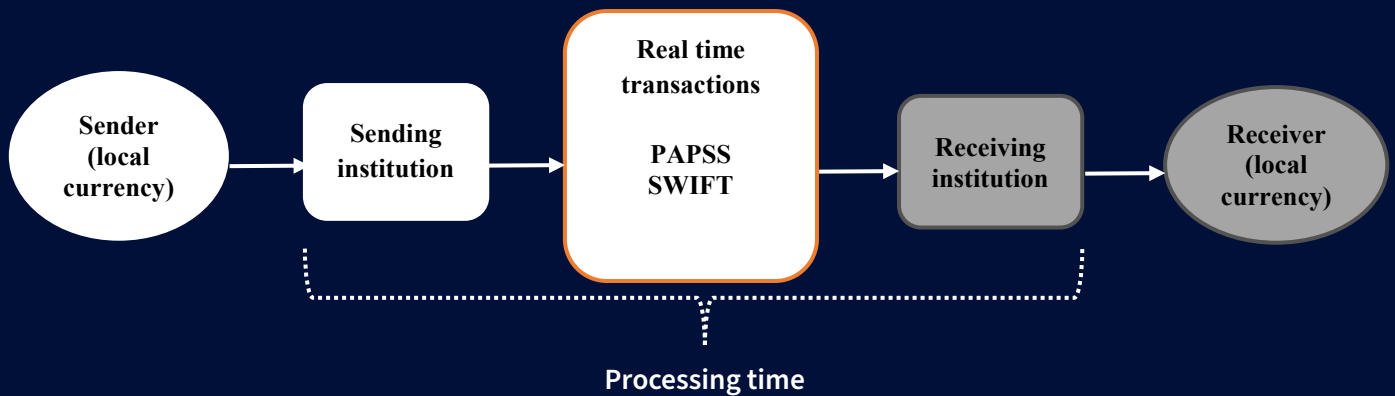 Sender
(local
currency)
Sending
institution
Real time
transactions
PAPSS
SWIFT
Receiving
institution
Receiver
(local
currency)
Processing time